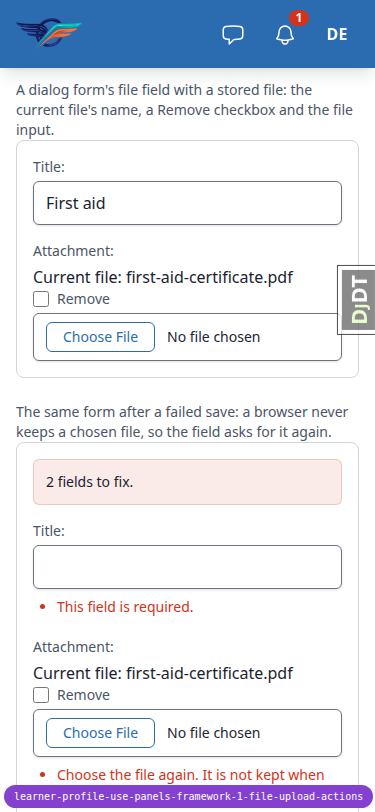 1
DE
A dialog form's file field with a stored file: the
current file's name, a Remove checkbox and the file
input.
Title:
First aid
Attachment:
Current file: first-aid-certificate.pdf
Remove
Choose File No file chosen
DjDT
The same form after a failed save: a browser never
keeps a chosen file, so the field asks for it again.
2 fields to fix.
Title:
This field is required.
Attachment:
Current file: first-aid-certificate.pdf
Remove
Choose File No file chosen
Choose the file again. It is not kept when
learner-profile-use-panels-framework-1-file-upload-actions